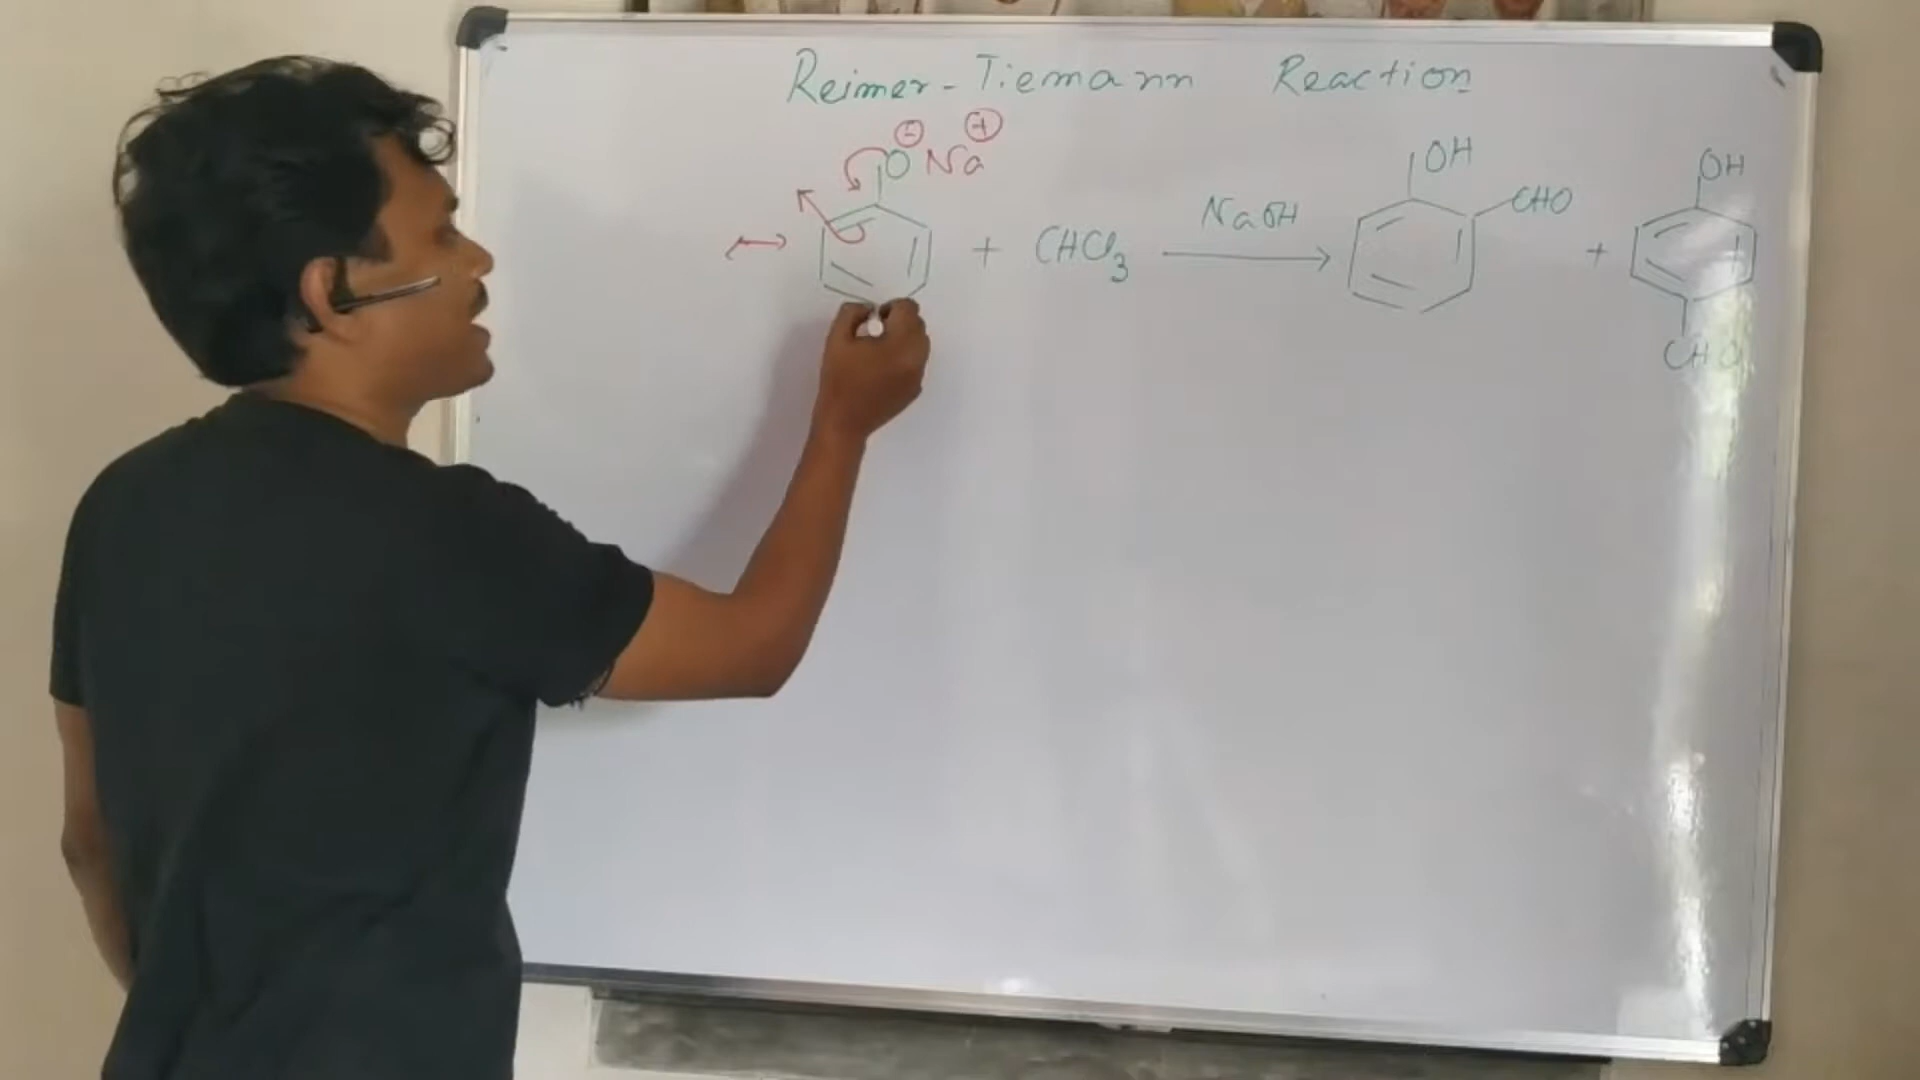 Reimer-Tiemann Reaction
O⊖ Na⊕
+ CHCl3 NaOH → OH CHO + OH CHO